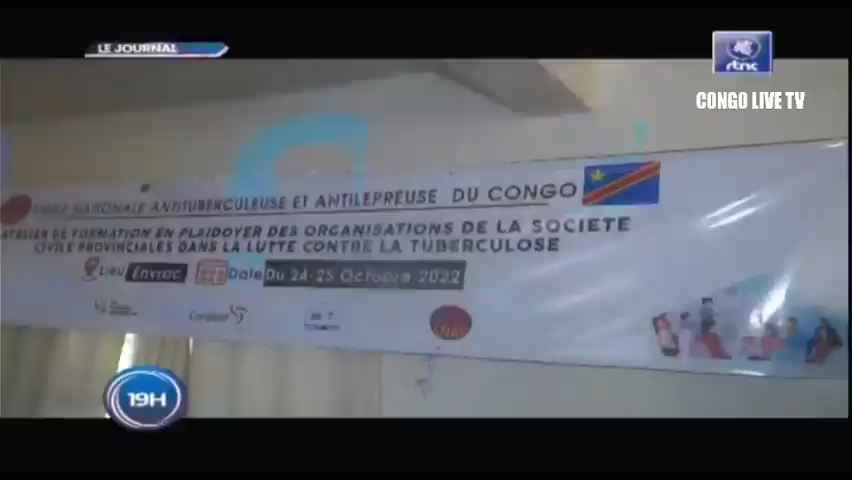 LE JOURNAL
rtnc
CONGO LIVE TV
NATIONALE ANTITUBERCULEUSE ET ANTILEPREUSE DU CONGO
ATELIER DE FORMATION EN PLAIDOYER DES ORGANISATIONS DE LA SOCIETE
CIVILE PROVINCIALES DANS LA LUTTE CONTRE LA TUBERCULOSE
Lieu Envrac Date Du 24-25 Octobre 2022
19H